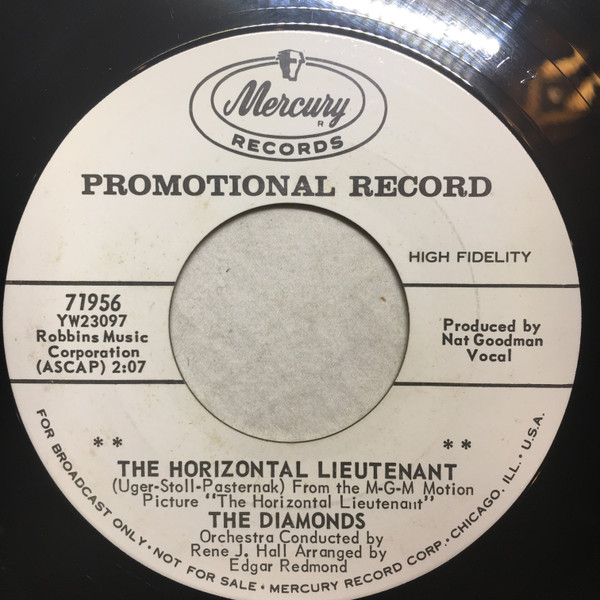 Mercury
R
RECORDS
PROMOTIONAL RECORD
HIGH FIDELITY
71956
YW23097
Robbins Music
Corporation
(ASCAP) 2:07
Produced by
Nat Goodman
Vocal
** **
THE HORIZONTAL LIEUTENANT
(Uger-Stoll-Pasternak) From the M-G-M Motion
Picture "The Horizontal Lieutenant"
THE DIAMONDS
Orchestra Conducted by
Rene J. Hall Arranged by
Edgar Redmond
FOR BROADCAST ONLY • NOT FOR SALE • MERCURY RECORD CORP. • CHICAGO, ILL. • U.S.A.